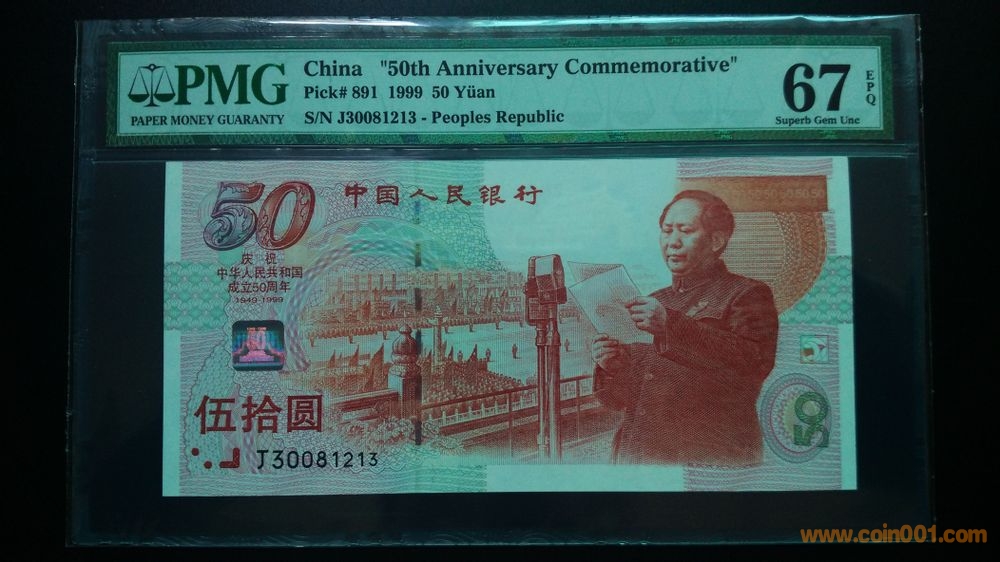 PMG
PAPER MONEY GUARANTY
China "50th Anniversary Commemorative"
Pick# 891 1999 50 Yüan
S/N J30081213 - Peoples Republic
67 EPQ
Superb Gem Unc
50
中国人民银行
庆祝
中华人民共和国
成立50周年
1949-1999
伍拾圆
J30081213
50
www.coin001.com